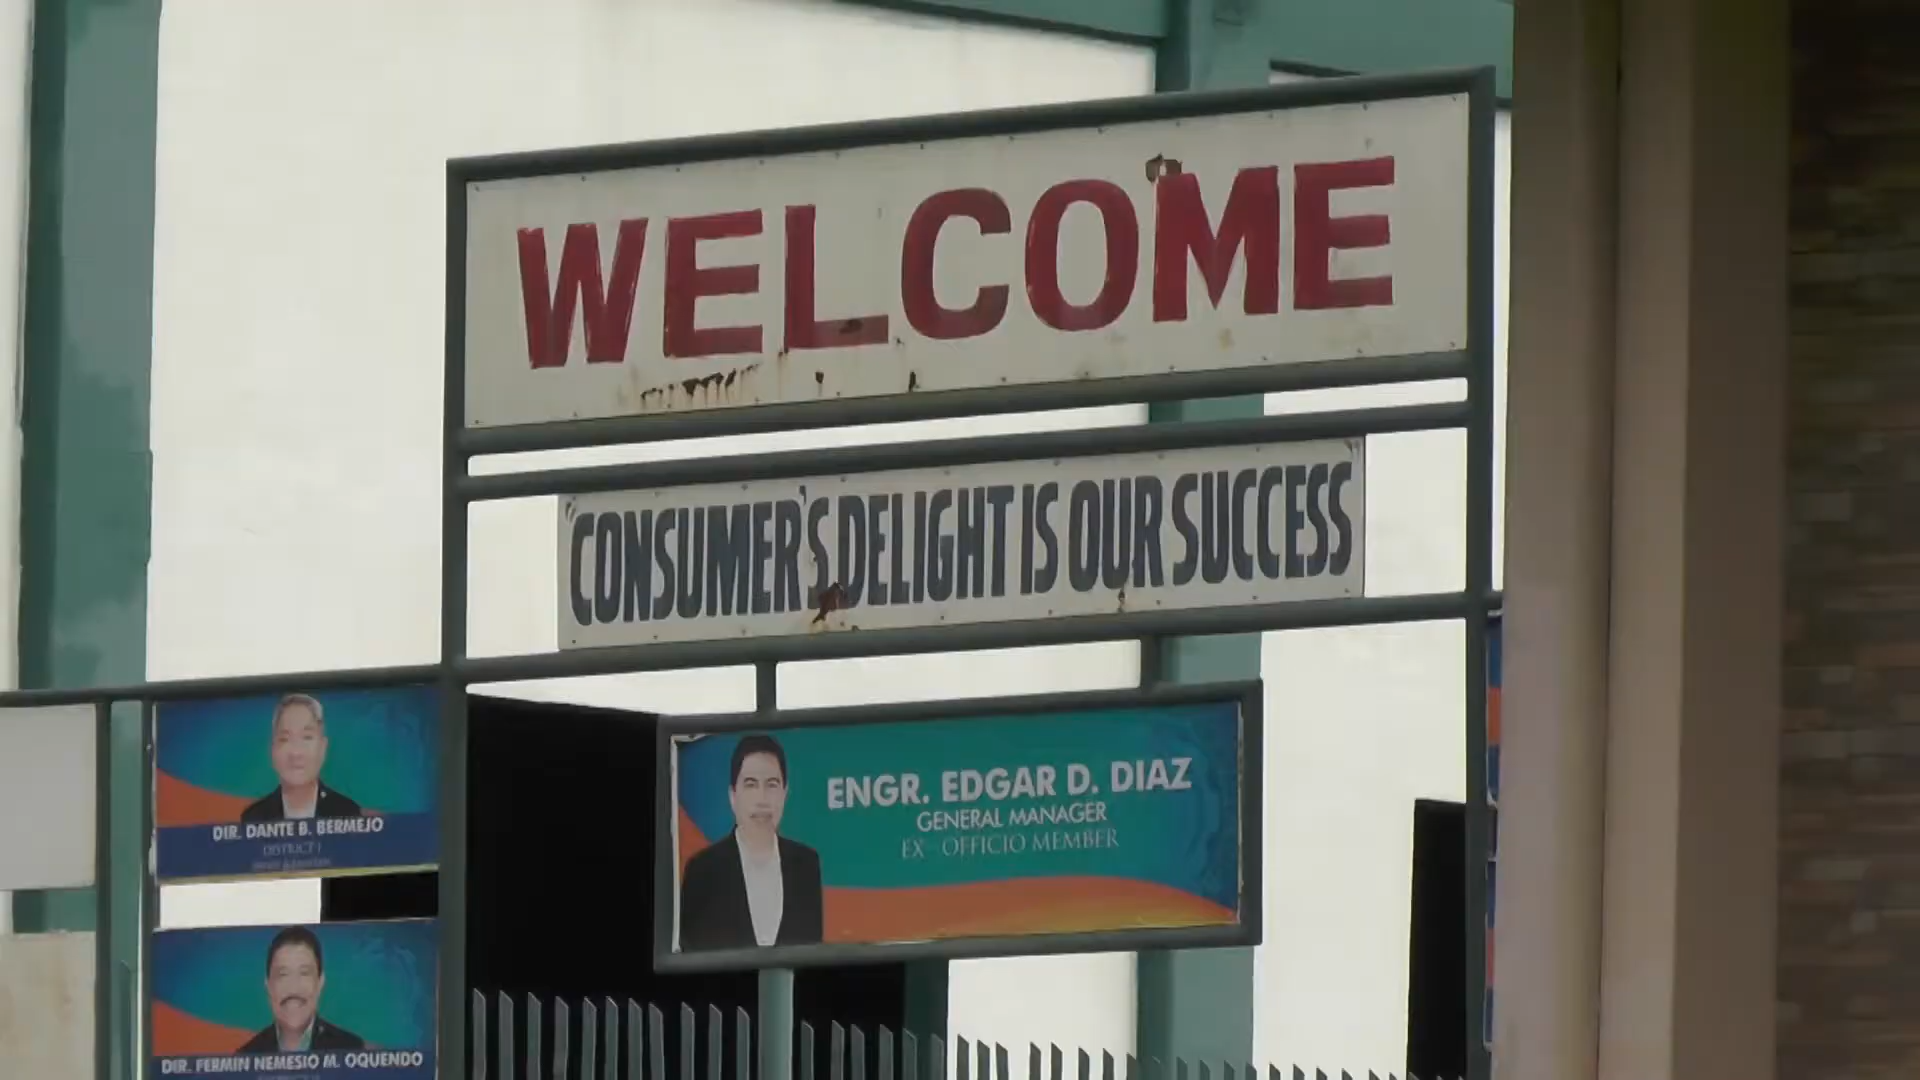 WELCOME
"CONSUMER'S DELIGHT IS OUR SUCCESS"
ENGR. EDGAR D. DIAZ
GENERAL MANAGER
EX - OFFICIO MEMBER
DIR. DANTE B. BERMEJO
DISTRICT I
DIR. FERMIN NEMESIO M. OQUENDO